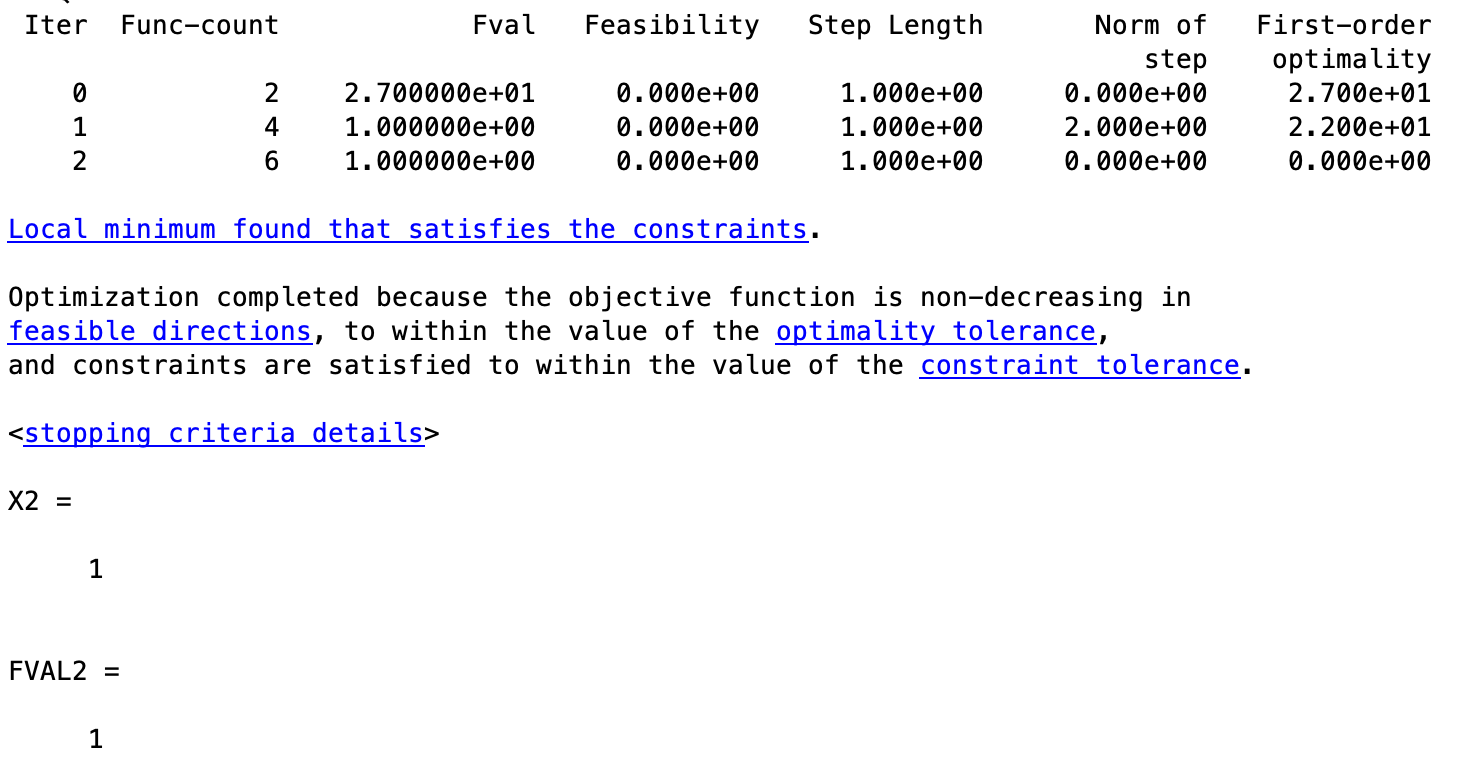 Iter  Func-count            Fval   Feasibility   Step Length       Norm of   First-order
                                                                       step    optimality
   0           2    2.700000e+01     0.000e+00     1.000e+00     0.000e+00     2.700e+01
   1           4    1.000000e+00     0.000e+00     1.000e+00     2.000e+00     2.200e+01
   2           6    1.000000e+00     0.000e+00     1.000e+00     0.000e+00     0.000e+00
Local minimum found that satisfies the constraints.
Optimization completed because the objective function is non-decreasing in
feasible directions, to within the value of the optimality tolerance,
and constraints are satisfied to within the value of the constraint tolerance.
<stopping criteria details>
X2 =
1
FVAL2 =
1